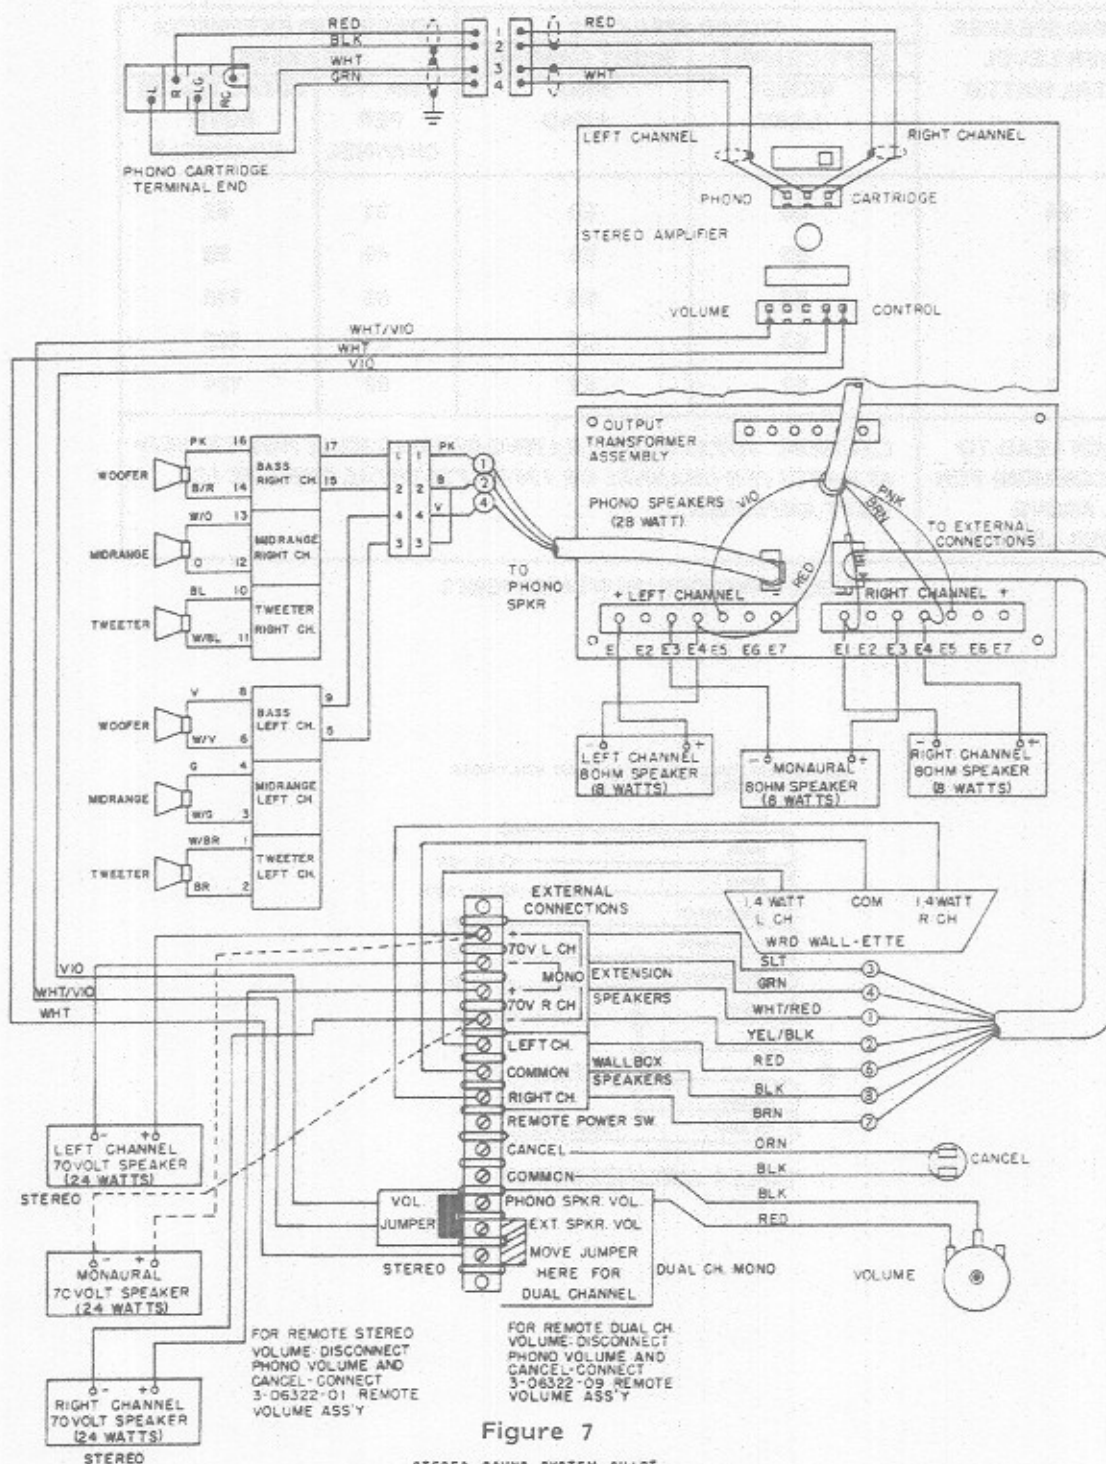 RED
BLK
WHT
GRN
1
2
3
4
RED
WHT
L
R
LG
RG
PHONO CARTRIDGE
TERMINAL END
LEFT CHANNEL
RIGHT CHANNEL
PHONO CARTRIDGE
STEREO AMPLIFIER
VOLUME CONTROL
WHT/VIO
WHT
VIO
OUTPUT
TRANSFORMER
ASSEMBLY
PHONO SPEAKERS
(28 WATT)
VIO
PNK
BRN
RED
BLK
TO EXTERNAL
CONNECTIONS
TO
PHONO
SPKR
+ LEFT CHANNEL -
- RIGHT CHANNEL +
E1 E2 E3 E4 E5 E6 E7
E1 E2 E3 E4 E5 E6 E7
WOOFER
PK 16
B/R 14
BASS
RIGHT CH.
17
15
MIDRANGE
W/O 13
O 12
MIDRANGE
RIGHT CH.
TWEETER
BL 10
W/BL 11
TWEETER
RIGHT CH.
1 1 PK 1
2 2 B 2
4 4 V 4
3 3
WOOFER
V 8
W/V 6
BASS
LEFT CH.
9
5
MIDRANGE
G 4
W/G 3
MIDRANGE
LEFT CH
TWEETER
W/BR 1
BR 2
TWEETER
LEFT CH.
- +
LEFT CHANNEL
8OHM SPEAKER
(8 WATTS)
- +
MONAURAL
8OHM SPEAKER
(8 WATTS)
- +
RIGHT CHANNEL
8OHM SPEAKER
(8 WATTS)
1.4 WATT
L CH
COM
1.4 WATT
R CH
WRD WALL-ETTE
EXTERNAL
CONNECTIONS
+
70V L CH
-
MONO
+
70V R CH
-
EXTENSION
SPEAKERS
LEFT CH.
COMMON
RIGHT CH.
WALLBOX
SPEAKERS
REMOTE POWER SW.
CANCEL
COMMON
PHONO SPKR. VOL.
EXT. SPKR. VOL
MOVE JUMPER
HERE FOR
DUAL CHANNEL
DUAL CH. MONO
SLT 3
GRN 4
WHT/RED 1
YEL/BLK 2
RED 6
BLK 8
BRN 7
ORN
BLK
CANCEL
BLK
RED
VOLUME
VIO
WHT/VIO
WHT
VOL.
JUMPER
STEREO
- +
LEFT CHANNEL
70VOLT SPEAKER
(24 WATTS)
STEREO
- +
MONAURAL
70VOLT SPEAKER
(24 WATTS)
- +
RIGHT CHANNEL
70VOLT SPEAKER
(24 WATTS)
STEREO
FOR REMOTE STEREO
VOLUME-DISCONNECT
PHONO VOLUME AND
CANCEL-CONNECT
3-06322-01 REMOTE
VOLUME ASS'Y
FOR REMOTE DUAL CH.
VOLUME-DISCONNECT
PHONO VOLUME AND
CANCEL-CONNECT
3-06322-09 REMOTE
VOLUME ASS'Y
Figure 7
STEREO SOUND SYSTEM